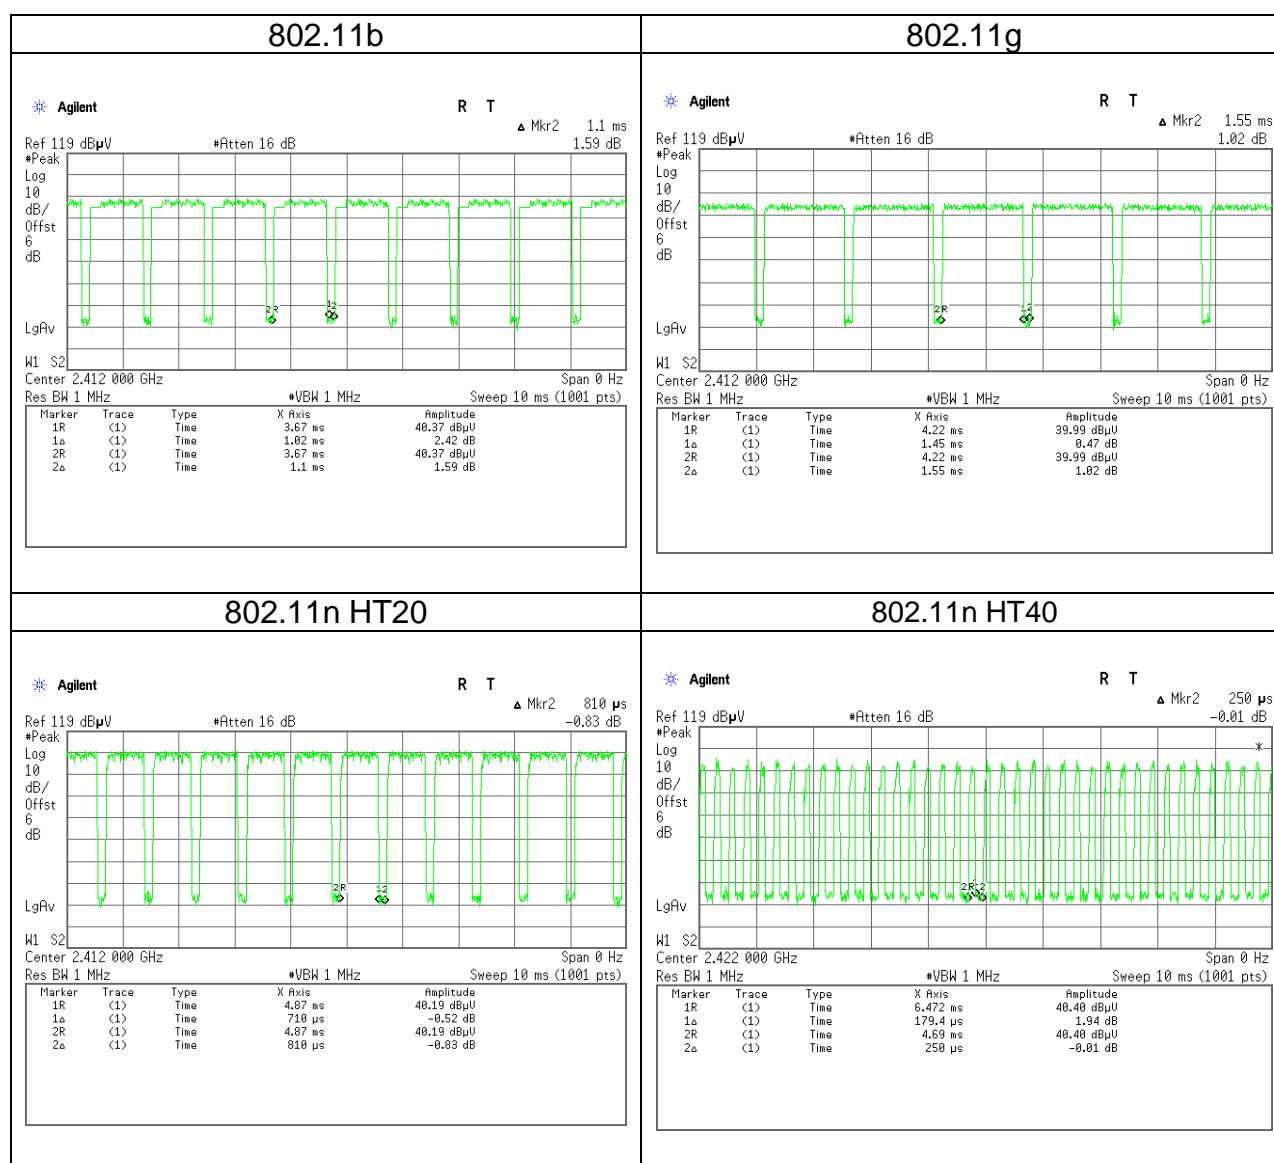 802.11b
802.11g
Agilent
R T
Δ Mkr2 1.1 ms
Ref 119 dBµV #Atten 16 dB 1.59 dB
#Peak
Log
10
dB/
Offst
6
dB
2R
1
2
LgAv
W1 S2
Center 2.412 000 GHz Span 0 Hz
Res BW 1 MHz #VBW 1 MHz Sweep 10 ms (1001 pts)
Marker Trace Type X Axis Amplitude
1R (1) Time 3.67 ms 40.37 dBµV
1Δ (1) Time 1.02 ms 2.42 dB
2R (1) Time 3.67 ms 40.37 dBµV
2Δ (1) Time 1.1 ms 1.59 dB
Agilent
R T
Δ Mkr2 1.55 ms
Ref 119 dBµV #Atten 16 dB 1.02 dB
#Peak
Log
10
dB/
Offst
6
dB
2R
1
2
LgAv
W1 S2
Center 2.412 000 GHz Span 0 Hz
Res BW 1 MHz #VBW 1 MHz Sweep 10 ms (1001 pts)
Marker Trace Type X Axis Amplitude
1R (1) Time 4.22 ms 39.99 dBµV
1Δ (1) Time 1.45 ms 0.47 dB
2R (1) Time 4.22 ms 39.99 dBµV
2Δ (1) Time 1.55 ms 1.02 dB
802.11n HT20
802.11n HT40
Agilent
R T
Δ Mkr2 810 µs
Ref 119 dBµV #Atten 16 dB -0.83 dB
#Peak
Log
10
dB/
Offst
6
dB
2R
12
LgAv
W1 S2
Center 2.412 000 GHz Span 0 Hz
Res BW 1 MHz #VBW 1 MHz Sweep 10 ms (1001 pts)
Marker Trace Type X Axis Amplitude
1R (1) Time 4.87 ms 40.19 dBµV
1Δ (1) Time 710 µs -0.52 dB
2R (1) Time 4.87 ms 40.19 dBµV
2Δ (1) Time 810 µs -0.83 dB
Agilent
R T
Δ Mkr2 250 µs
Ref 119 dBµV #Atten 16 dB -0.01 dB
#Peak
*
Log
10
dB/
Offst
6
dB
2R
1
2
LgAv
W1 S2
Center 2.422 000 GHz Span 0 Hz
Res BW 1 MHz #VBW 1 MHz Sweep 10 ms (1001 pts)
Marker Trace Type X Axis Amplitude
1R (1) Time 6.472 ms 40.40 dBµV
1Δ (1) Time 179.4 µs 1.94 dB
2R (1) Time 4.69 ms 40.40 dBµV
2Δ (1) Time 250 µs -0.01 dB